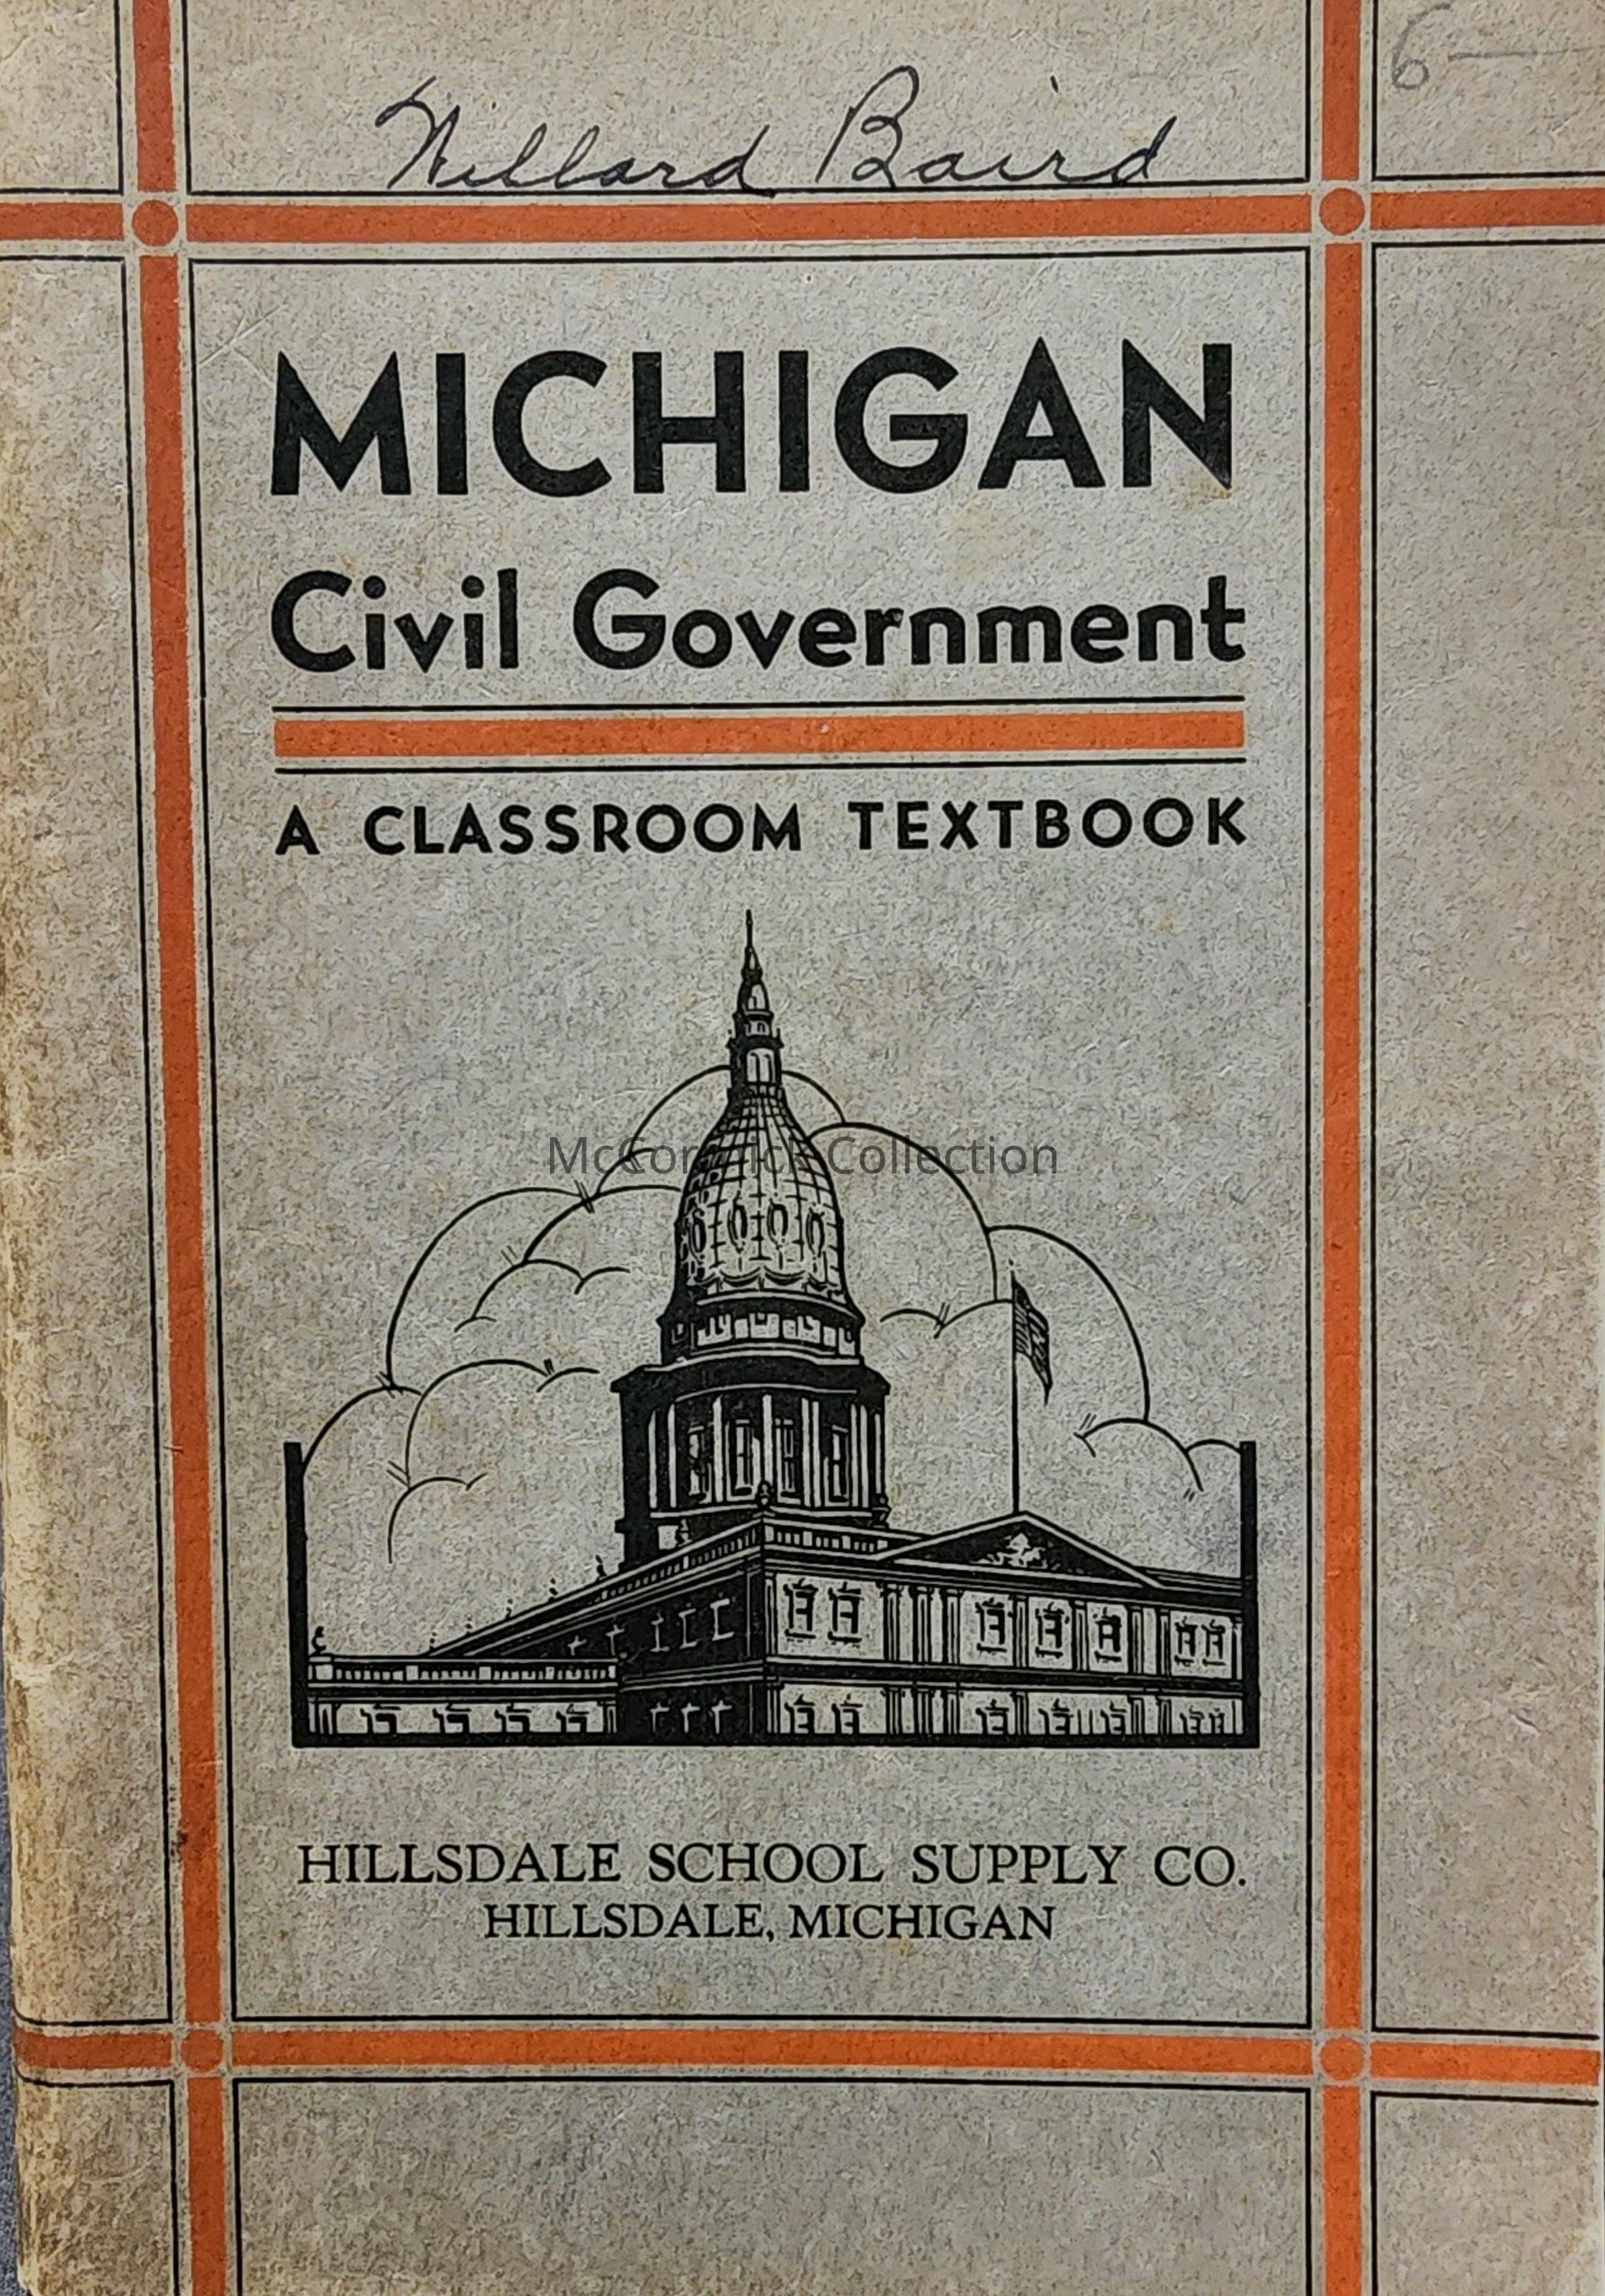 6-
Willard Baird
MICHIGAN
Civil Government
A CLASSROOM TEXTBOOK
McCormick Collection
HILLSDALE SCHOOL SUPPLY CO.
HILLSDALE, MICHIGAN